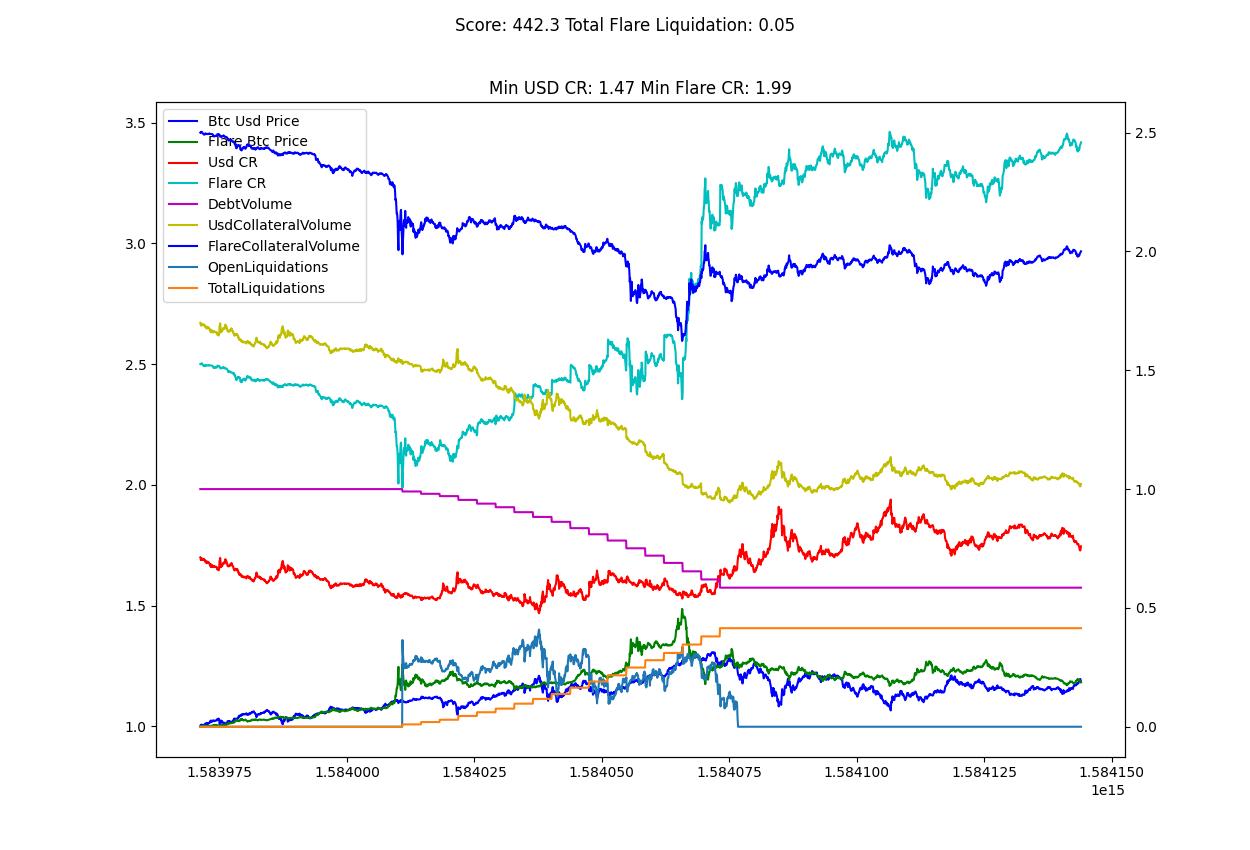 Score: 442.3 Total Flare Liquidation: 0.05
Min USD CR: 1.47 Min Flare CR: 1.99
Btc Usd Price
Flare Btc Price
Usd CR
Flare CR
DebtVolume
UsdCollateralVolume
FlareCollateralVolume
OpenLiquidations
TotalLiquidations
3.5
3.0
2.5
2.0
1.5
1.0
2.5
2.0
1.5
1.0
0.5
0.0
1.583975 1.584000 1.584025 1.584050 1.584075 1.584100 1.584125 1.584150
1e15